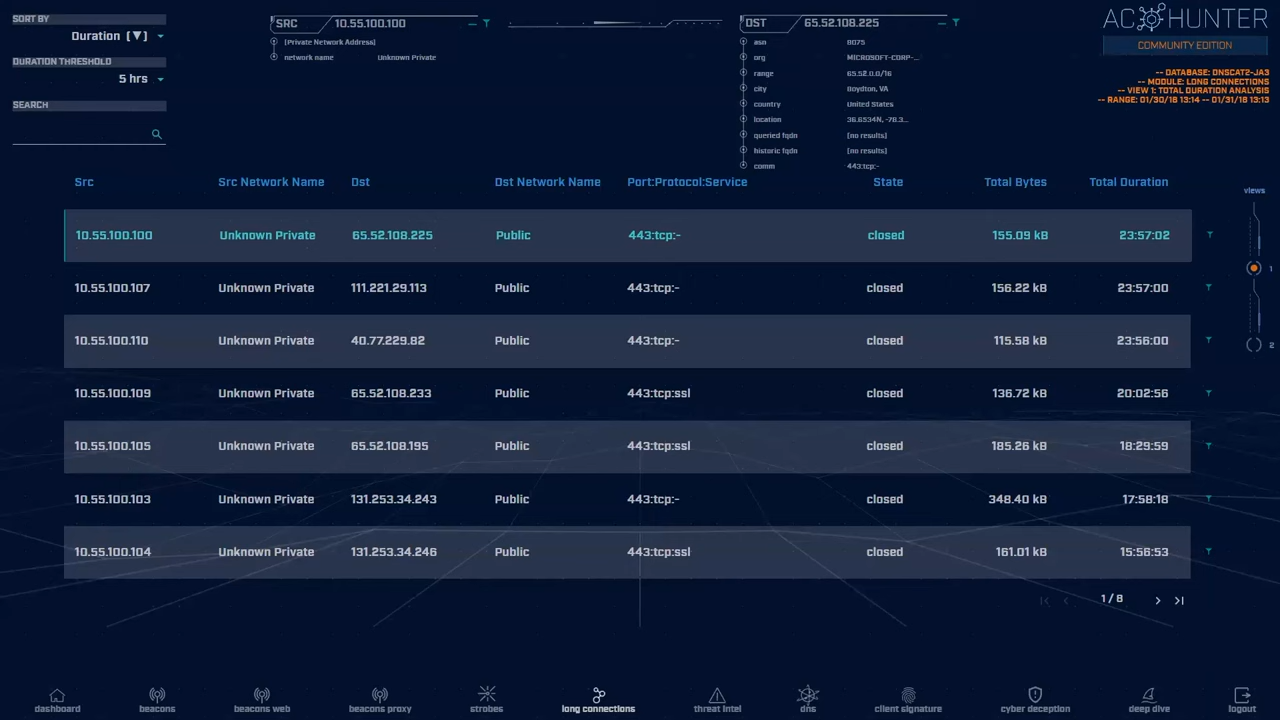 SORT BY
Duration [▼]
DURATION THRESHOLD
5 hrs
SEARCH
SRC 10.55.100.100
[Private Network Address]
network name Unknown Private
DST 65.52.108.225
asn 8075
org MICROSOFT-CORP-...
range 65.52.0.0/16
city Boydton, VA
country United States
location 36.6534N, -78.3...
queried fqdn [no results]
historic fqdn [no results]
comm 443:tcp:-
AC HUNTER
COMMUNITY EDITION
-- DATABASE: DNSCAT2-JA3
-- MODULE: LONG CONNECTIONS
-- VIEW 1: TOTAL DURATION ANALYSIS
-- RANGE: 01/30/18 13:14 -- 01/31/18 13:13
Src Src Network Name Dst Dst Network Name Port:Protocol:Service State Total Bytes Total Duration
10.55.100.100 Unknown Private 65.52.108.225 Public 443:tcp:- closed 155.09 kB 23:57:02
10.55.100.107 Unknown Private 111.221.29.113 Public 443:tcp:- closed 156.22 kB 23:57:00
10.55.100.110 Unknown Private 40.77.229.82 Public 443:tcp:- closed 115.58 kB 23:56:00
10.55.100.109 Unknown Private 65.52.108.233 Public 443:tcp:ssl closed 136.72 kB 20:02:56
10.55.100.105 Unknown Private 65.52.108.195 Public 443:tcp:ssl closed 185.26 kB 18:29:59
10.55.100.103 Unknown Private 131.253.34.243 Public 443:tcp:- closed 348.40 kB 17:58:18
10.55.100.104 Unknown Private 131.253.34.246 Public 443:tcp:ssl closed 161.01 kB 15:56:53
views
1
2
1 / 8
dashboard beacons beacons web beacons proxy strobes long connections threat intel dns client signature cyber deception deep dive logout